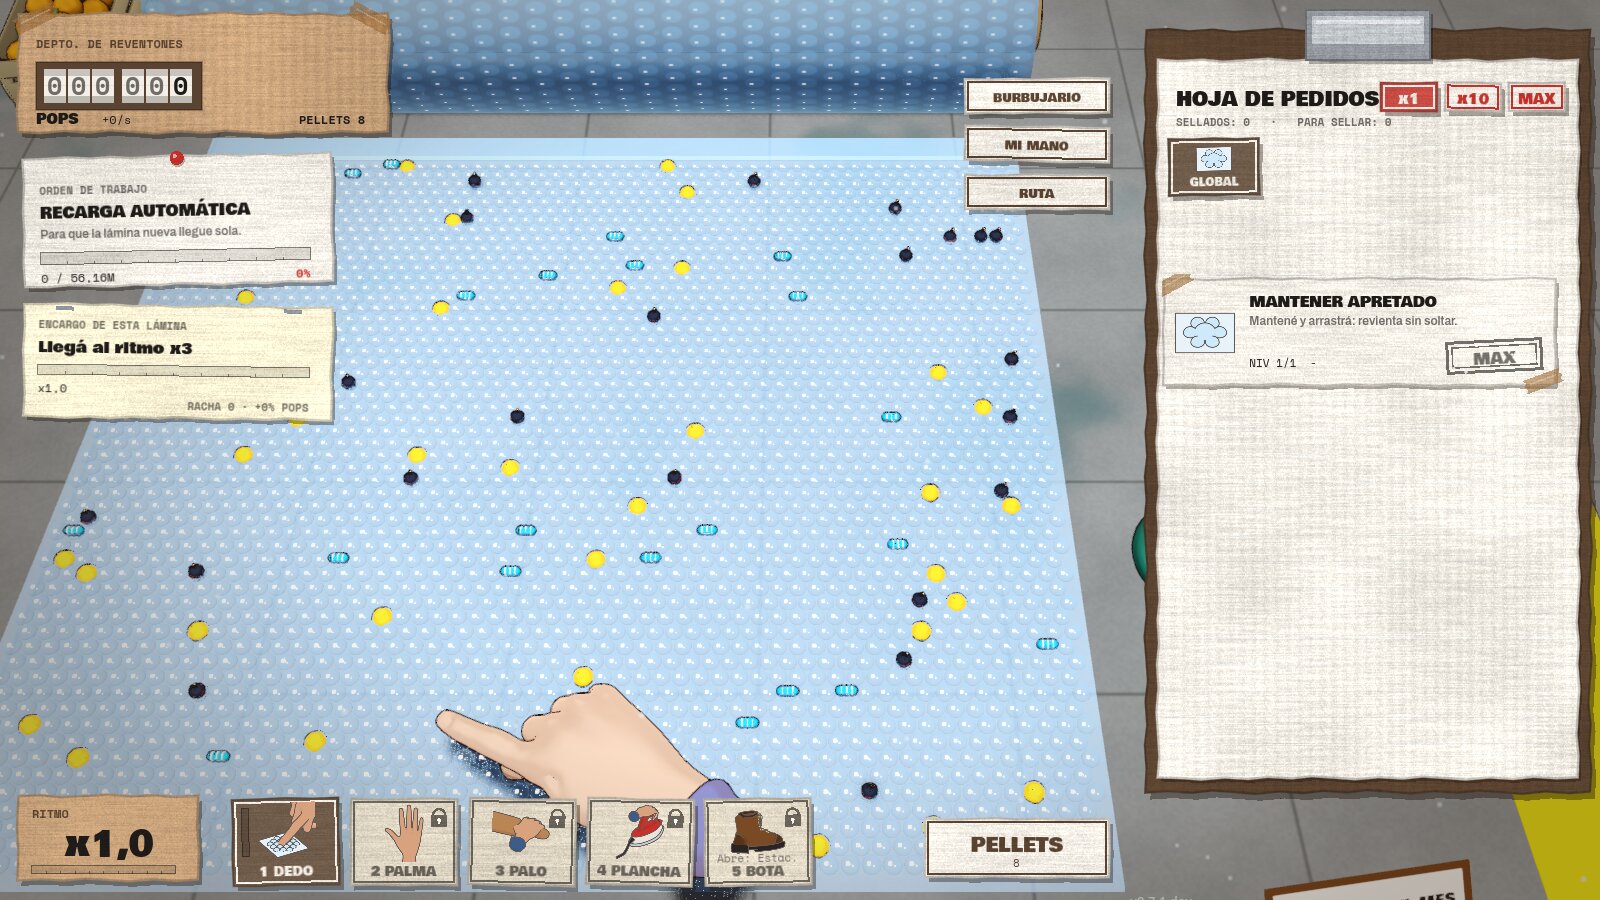 DEPTO. DE REVENTONES
000 000 0
POPS +0/s PELLETS 8
ORDEN DE TRABAJO
RECARGA AUTOMÁTICA
Para que la lámina nueva llegue sola.
0 / 56.16M 0%
ENCARGO DE ESTA LÁMINA
Llegá al ritmo x3
x1.0
RACHA 0 · +0% POPS
BURBUJARIO
MI MANO
RUTA
HOJA DE PEDIDOS x1 x10 MAX
SELLADOS: 0 · PARA SELLAR: 0
GLOBAL
MANTENER APRETADO
Mantené y arrastrá: revienta sin soltar.
NIV 1/1 -
MAX
RITMO
x1,0
1 DEDO
2 PALMA
3 PALO
4 PLANCHA
Abre: Estac.
5 BOTA
PELLETS
8